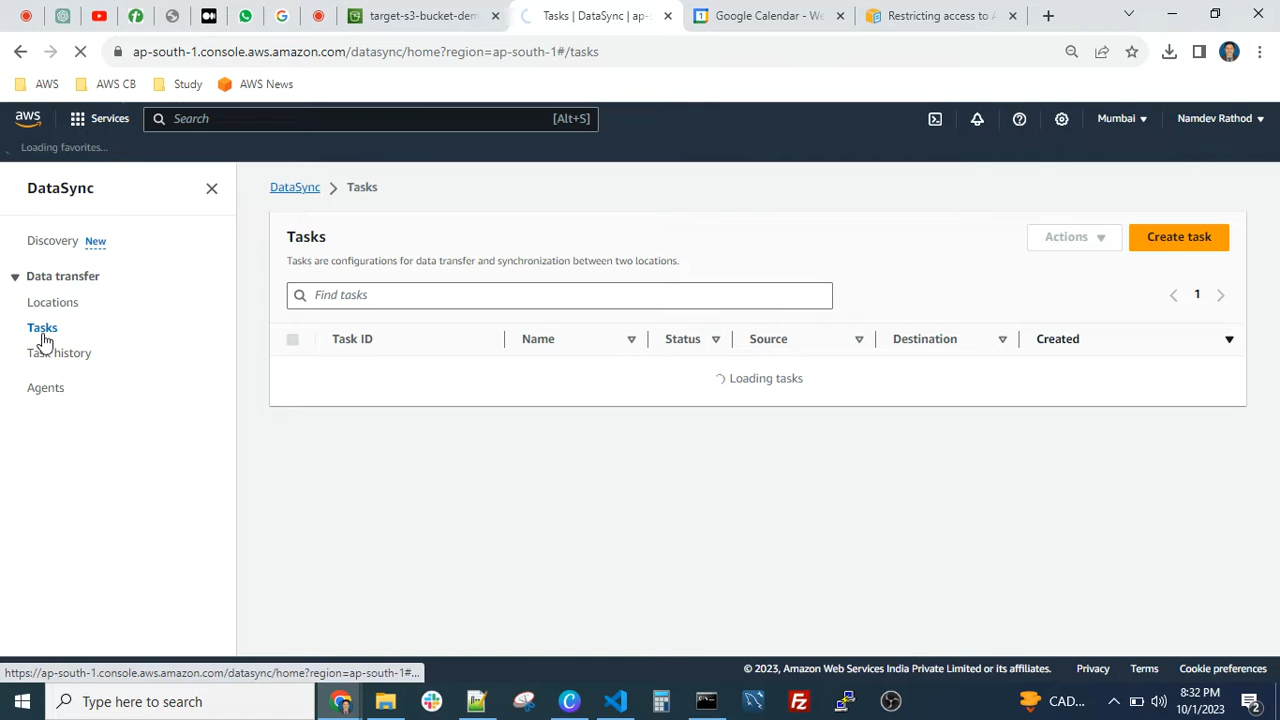 target-s3-bucket-dem
Tasks | DataSync | ap-
Google Calendar - We
Restricting access to A
ap-south-1.console.aws.amazon.com/datasync/home?region=ap-south-1#/tasks
AWS
AWS CB
Study
AWS News
aws
Services
Search
[Alt+S]
Mumbai
Namdev Rathod
Loading favorites...
DataSync
DataSync
Tasks
Discovery New
Data transfer
Locations
Tasks
Task history
Agents
Tasks
Actions
Create task
Tasks are configurations for data transfer and synchronization between two locations.
Find tasks
1
Task ID
Name
Status
Source
Destination
Created
Loading tasks
https://ap-south-1.console.aws.amazon.com/datasync/home?region=ap-south-1#...
© 2023, Amazon Web Services India Private Limited or its affiliates.
Privacy
Terms
Cookie preferences
Type here to search
CAD...
8:32 PM
10/1/2023
2